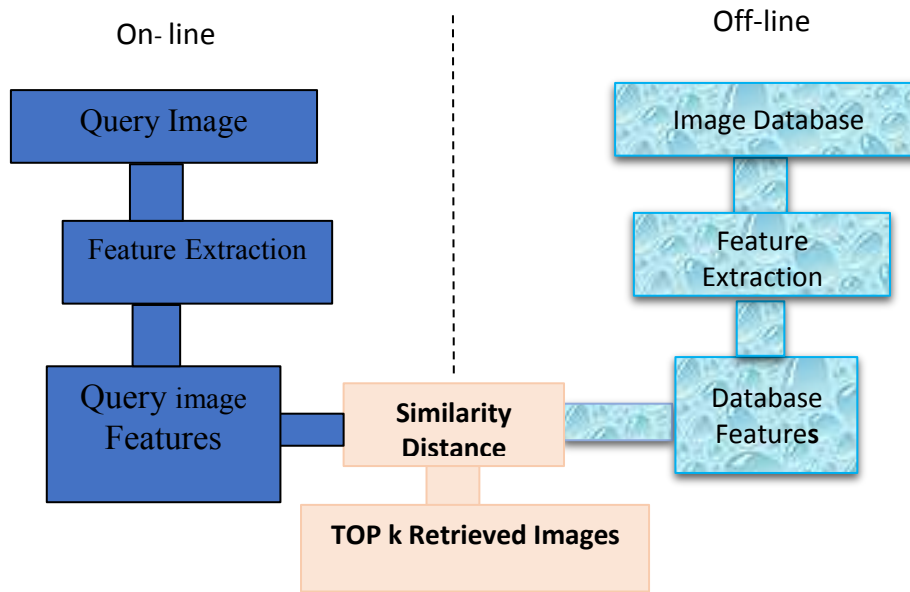 On- line
Query Image
Feature Extraction
Query image
Features
Off-line
Image Database
Feature
Extraction
Database
Features
Similarity
Distance
TOP k Retrieved Images